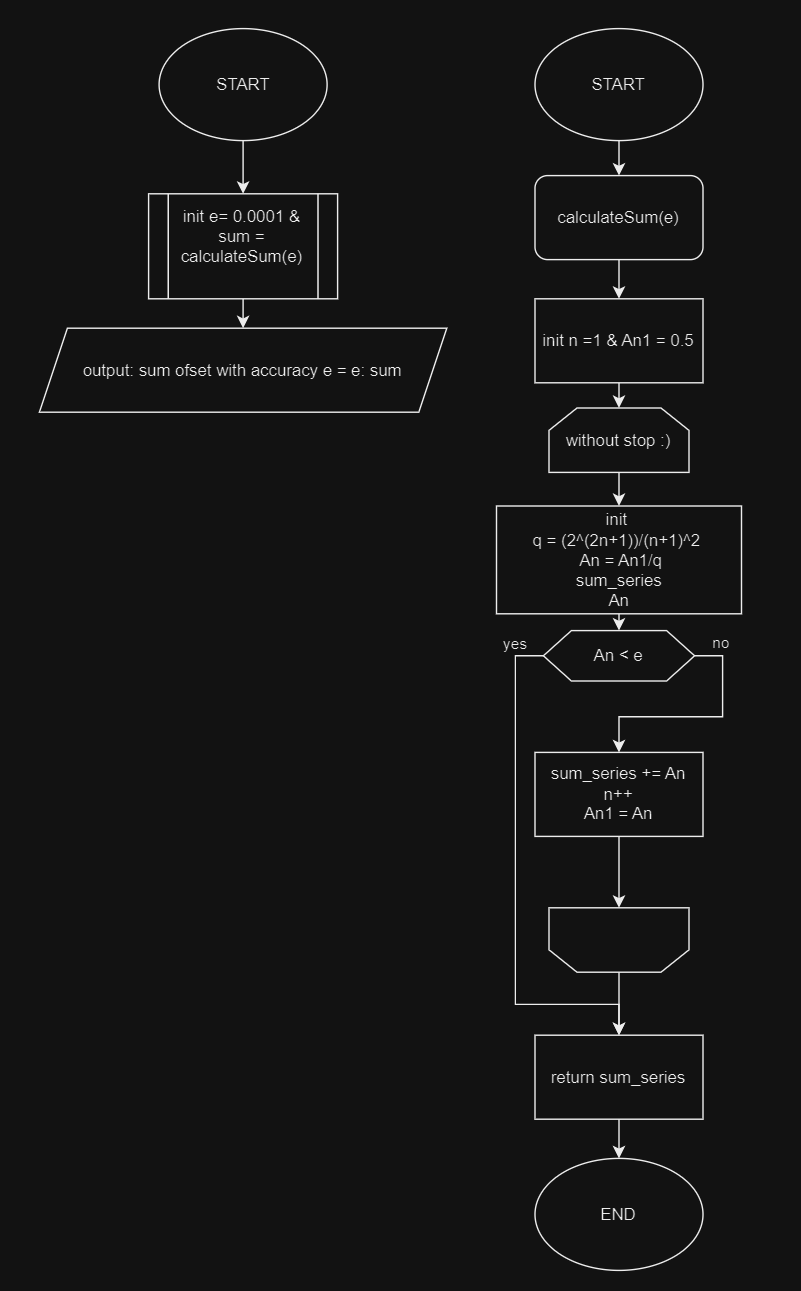 START
init e= 0.0001 &
sum =
calculateSum(e)
output: sum ofset with accuracy e = e: sum
START
calculateSum(e)
init n =1 & An1 = 0.5
without stop :)
init
q = (2^(2n+1))/(n+1)^2
An = An1/q
sum_series
An
yes
An < e
no
sum_series += An
n++
An1 = An
return sum_series
END